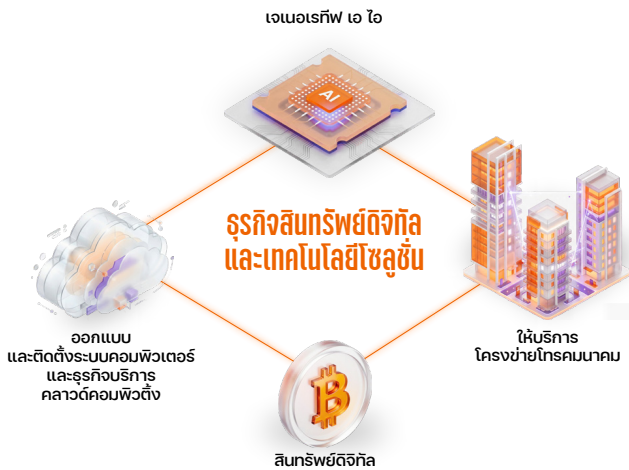 เจเนอเรทีฟ เอ ไอ
AI
ธุรกิจสินทรัพย์ดิจิทัล
และเทคโนโลยีโซลูชั่น
ออกแบบ
และติดตั้งระบบคอมพิวเตอร์
และธุรกิจบริการ
คลาวด์คอมพิวติ้ง
ให้บริการ
โครงข่ายโทรคมนาคม
สินทรัพย์ดิจิทัล